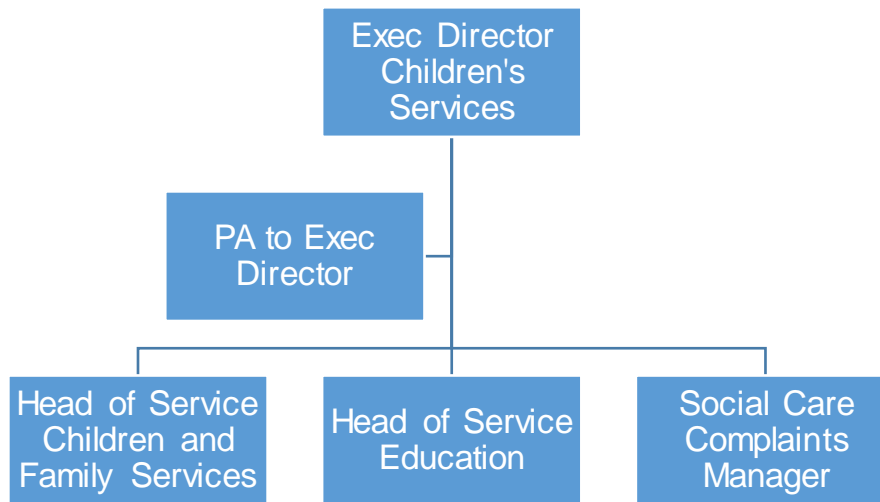 Exec Director
Children's
Services
PA to Exec
Director
Head of Service
Children and
Family Services
Head of Service
Education
Social Care
Complaints
Manager